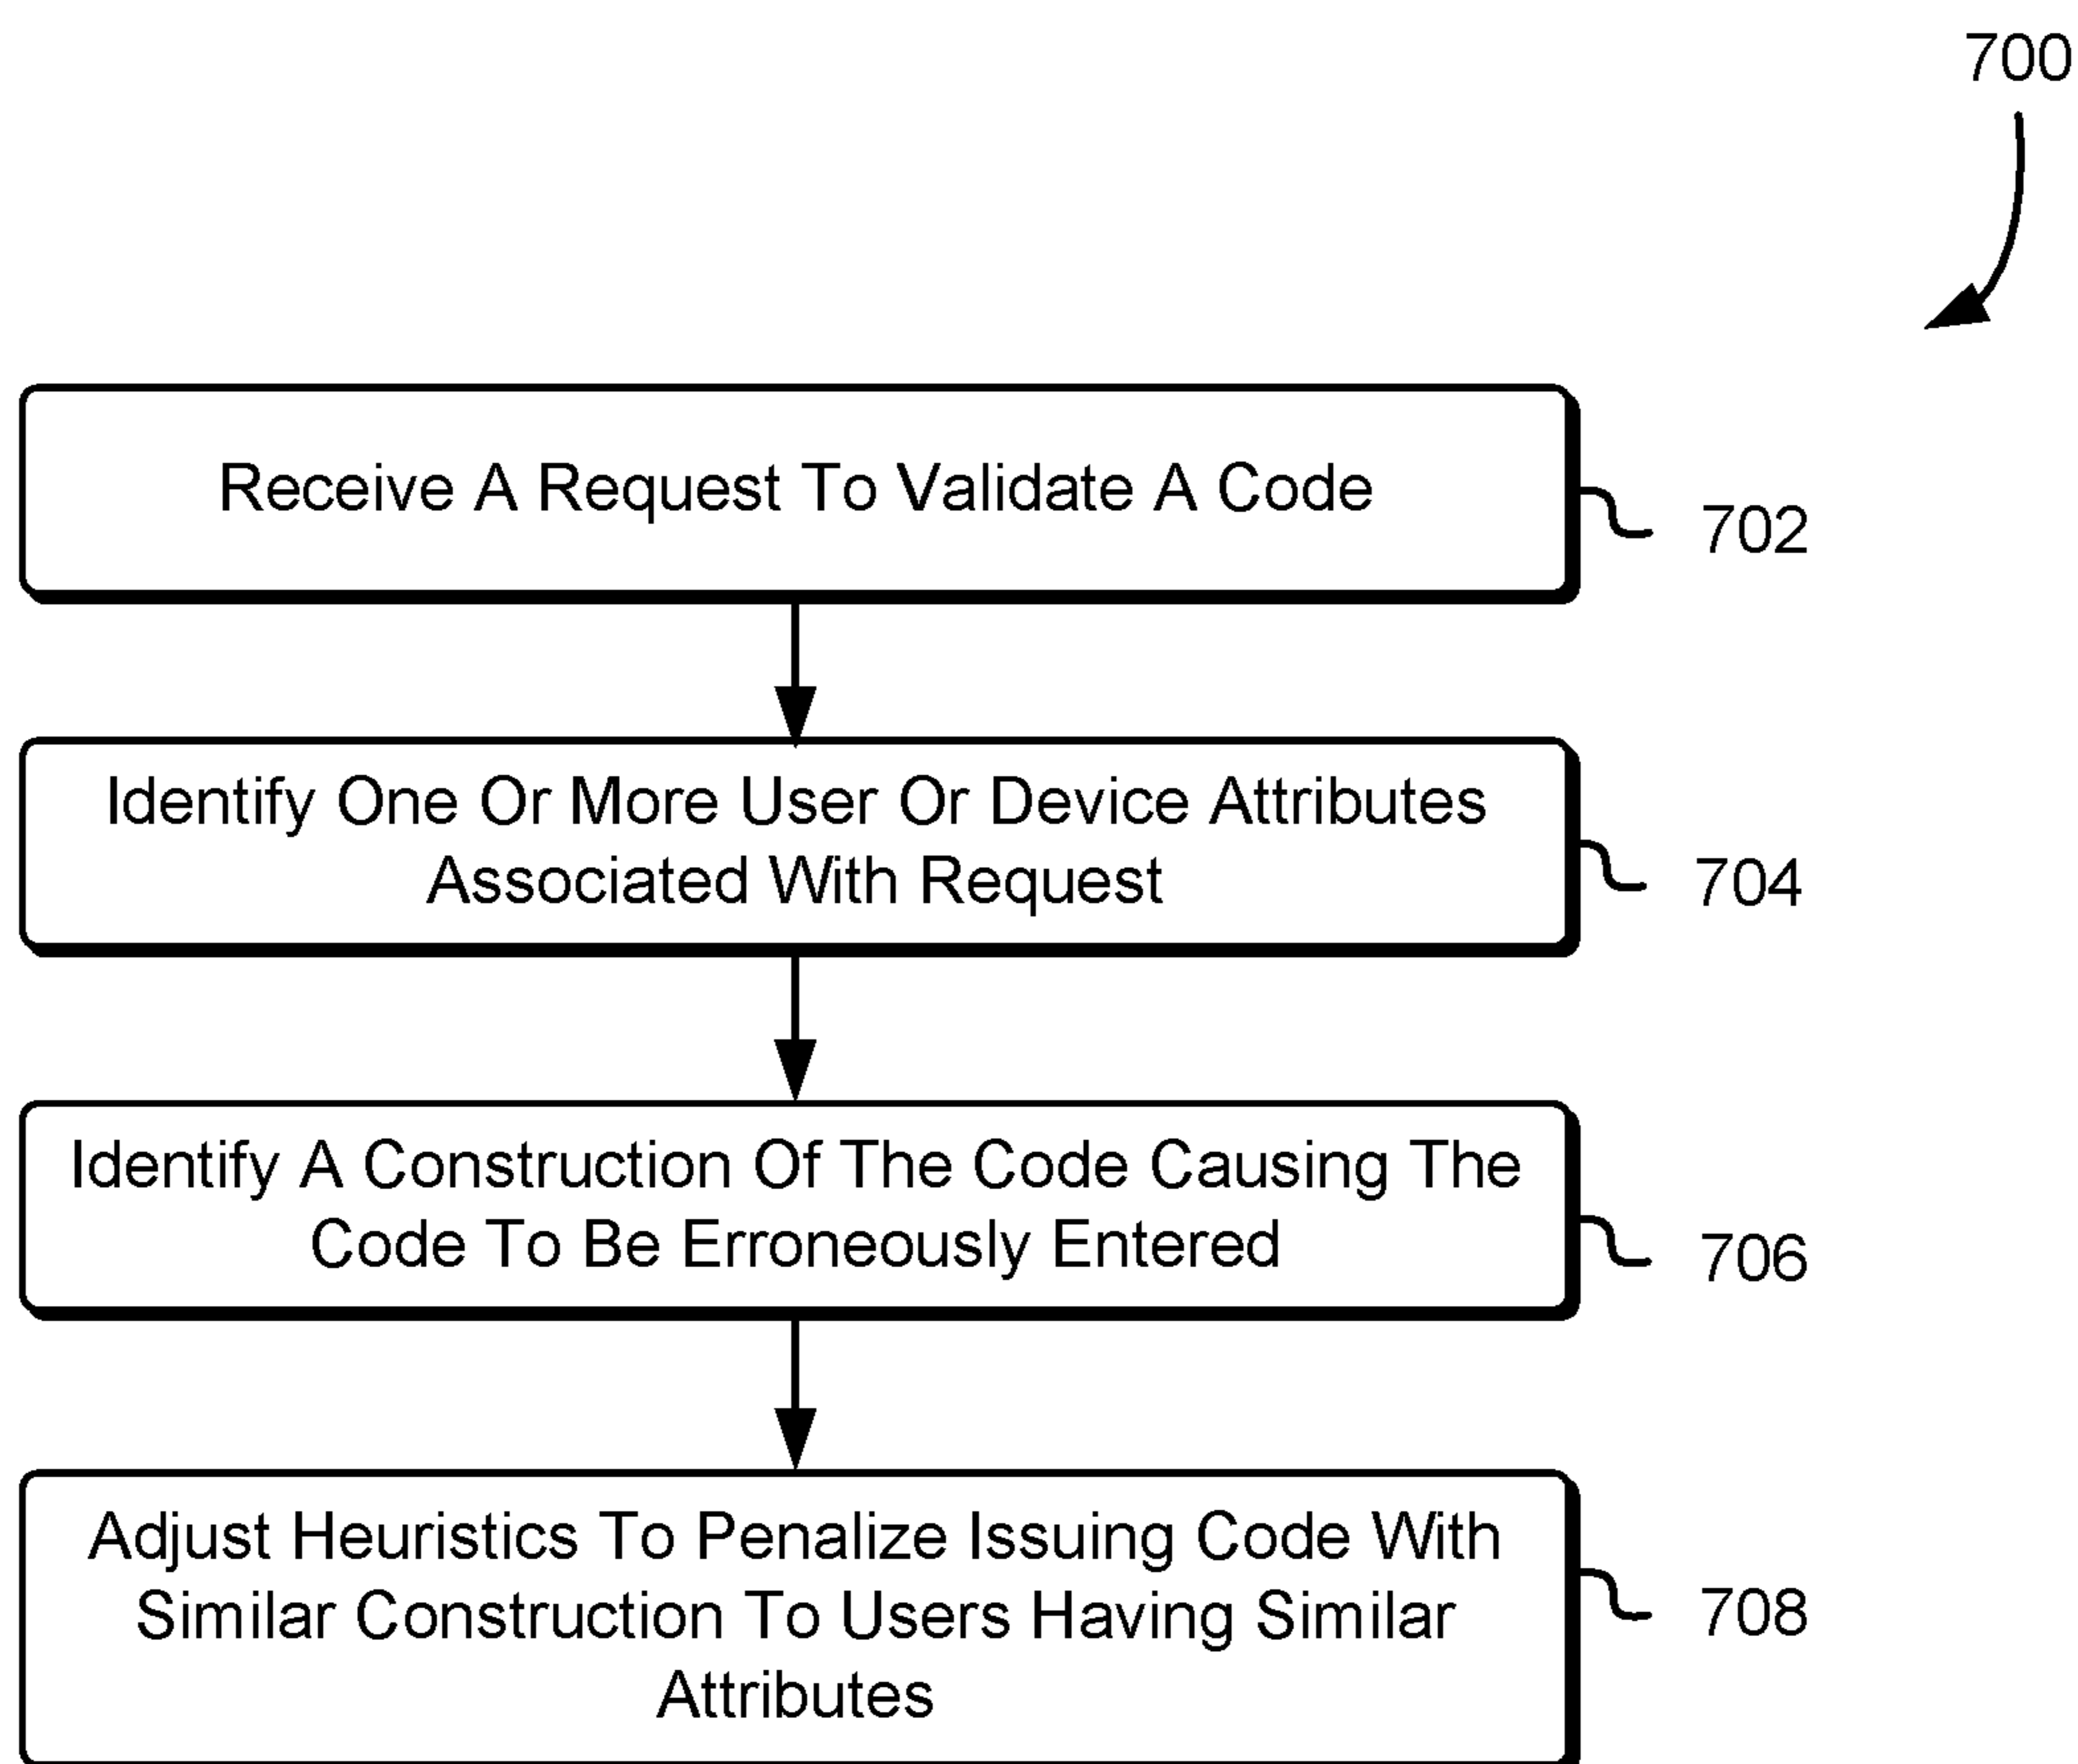 700
Receive A Request To Validate A Code
702
Identify One Or More User Or Device Attributes
Associated With Request
704
Identify A Construction Of The Code Causing The
Code To Be Erroneously Entered
706
Adjust Heuristics To Penalize Issuing Code With
Similar Construction To Users Having Similar
Attributes
708